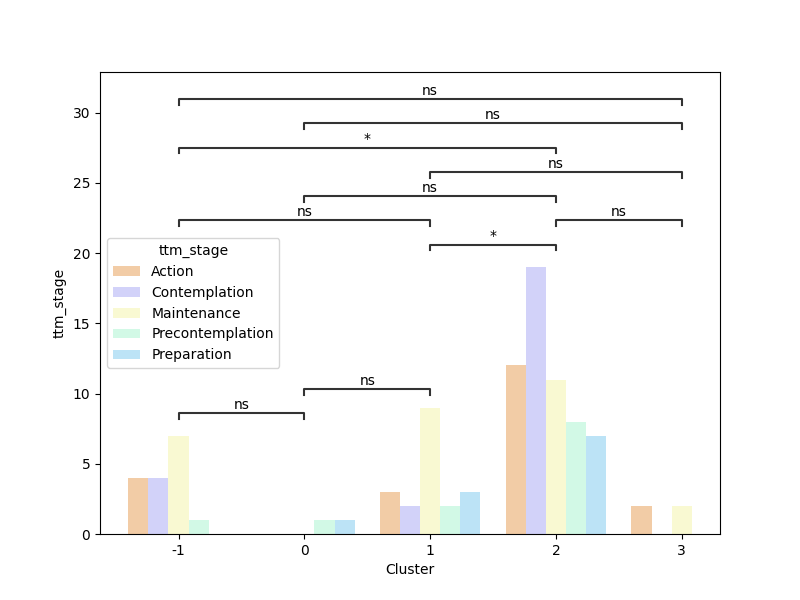 ns
ns
*
ns
ns
ns
ns
*
ns
ns
30
25
20
15
10
5
0
ttm_stage
ttm_stage
Action
Contemplation
Maintenance
Precontemplation
Preparation
-1 0 1 2 3
Cluster